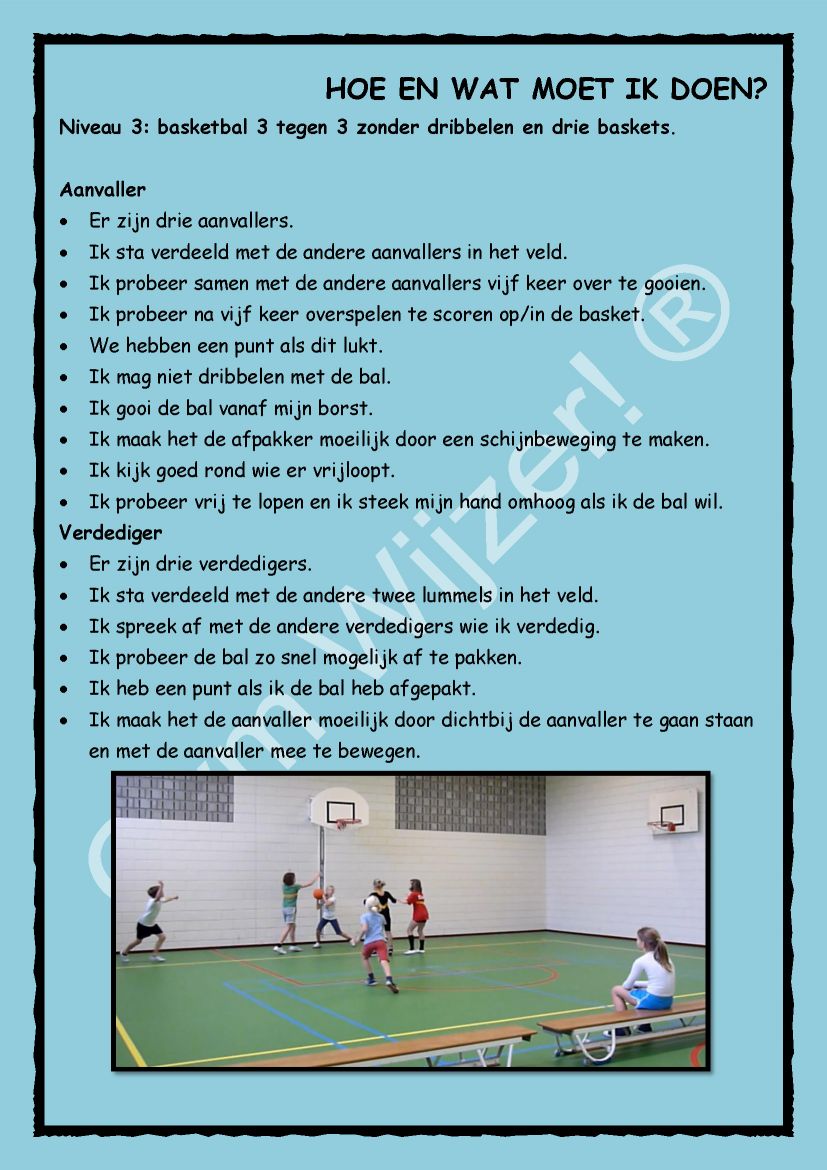 HOE EN WAT MOET IK DOEN?
Niveau 3: basketbal 3 tegen 3 zonder dribbelen en drie baskets.
Aanvaller
• Er zijn drie aanvallers.
• Ik sta verdeeld met de andere aanvallers in het veld.
• Ik probeer samen met de andere aanvallers vijf keer over te gooien.
• Ik probeer na vijf keer overspelen te scoren op/in de basket.
• We hebben een punt als dit lukt.
• Ik mag niet dribbelen met de bal.
• Ik gooi de bal vanaf mijn borst.
• Ik maak het de afpakker moeilijk door een schijnbeweging te maken.
• Ik kijk goed rond wie er vrijloopt.
• Ik probeer vrij te lopen en ik steek mijn hand omhoog als ik de bal wil.
Verdediger
• Er zijn drie verdedigers.
• Ik sta verdeeld met de andere twee lummels in het veld.
• Ik spreek af met de andere verdedigers wie ik verdedig.
• Ik probeer de bal zo snel mogelijk af te pakken.
• Ik heb een punt als ik de bal heb afgepakt.
• Ik maak het de aanvaller moeilijk door dichtbij de aanvaller te gaan staan
en met de aanvaller mee te bewegen.
Gym Wijzer! ®